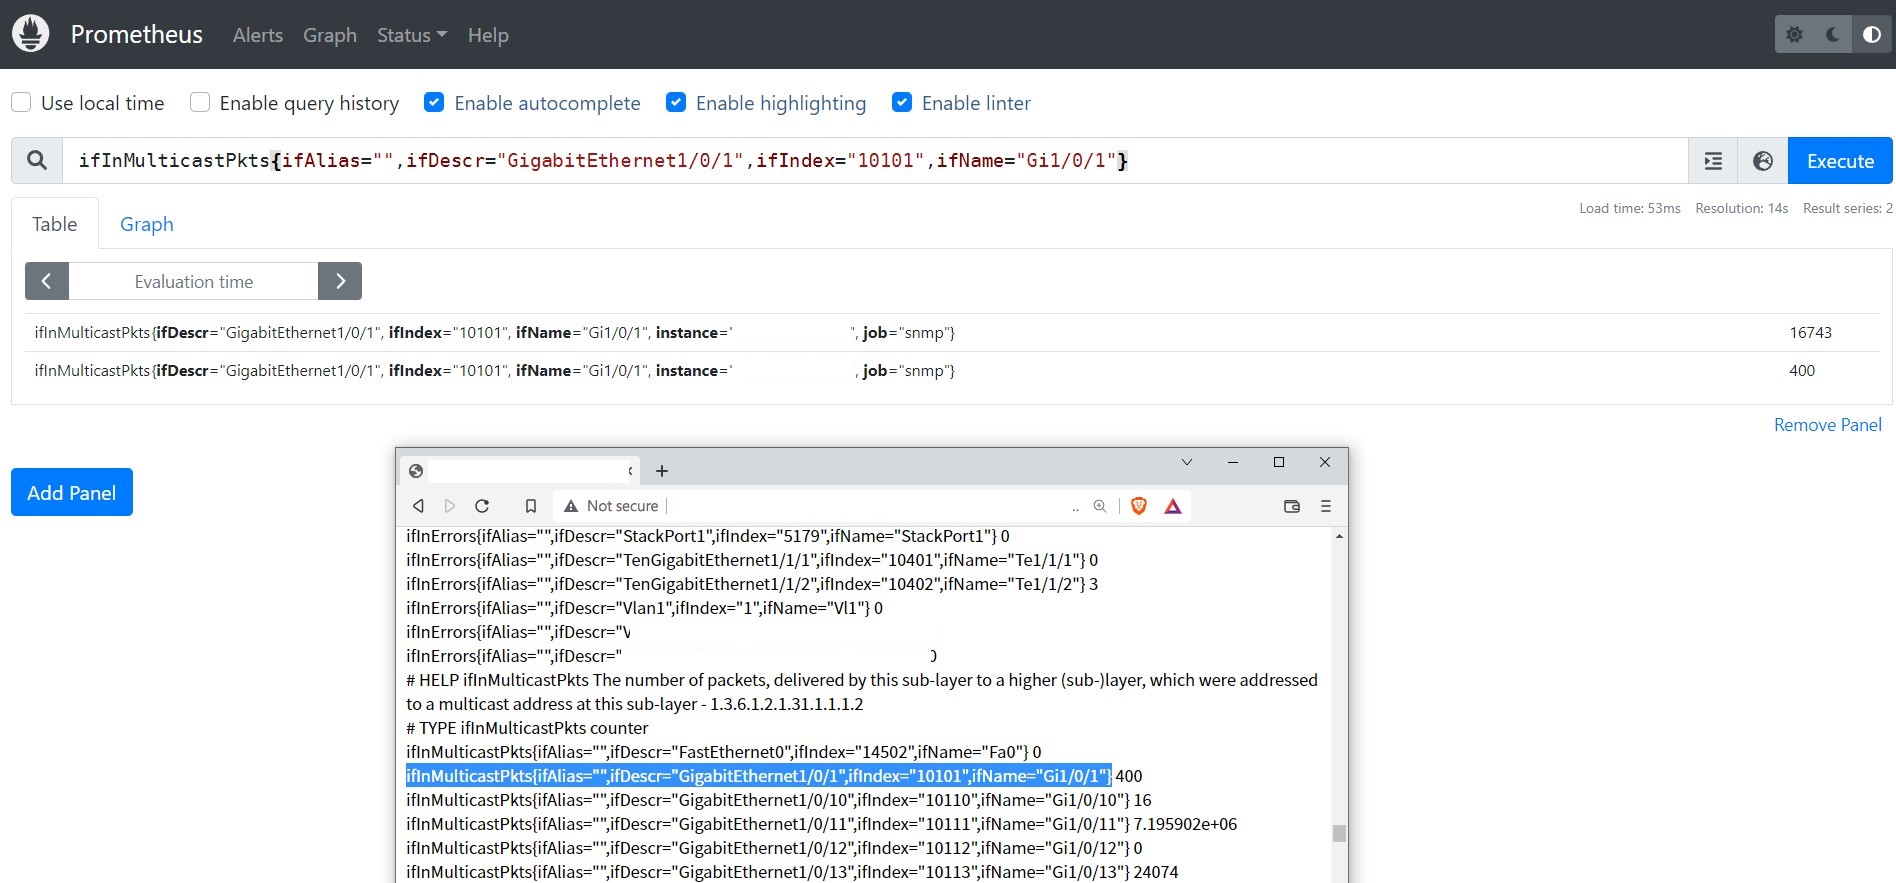 Prometheus Alerts Graph Status Help
Use local time Enable query history Enable autocomplete Enable highlighting Enable linter
ifInMulticastPkts{ifAlias="",ifDescr="GigabitEthernet1/0/1",ifIndex="10101",ifName="Gi1/0/1"} Execute
Table Graph Load time: 53ms Resolution: 14s Result series: 2
Evaluation time
ifInMulticastPkts{ifDescr="GigabitEthernet1/0/1", ifIndex="10101", ifName="Gi1/0/1", instance=" ", job="snmp"} 16743
ifInMulticastPkts{ifDescr="GigabitEthernet1/0/1", ifIndex="10101", ifName="Gi1/0/1", instance=" , job="snmp"} 400
Remove Panel
Add Panel
Not secure
ifInErrors{ifAlias="",ifDescr="StackPort1",ifIndex="5179",ifName="StackPort1"} 0
ifInErrors{ifAlias="",ifDescr="TenGigabitEthernet1/1/1",ifIndex="10401",ifName="Te1/1/1"} 0
ifInErrors{ifAlias="",ifDescr="TenGigabitEthernet1/1/2",ifIndex="10402",ifName="Te1/1/2"} 3
ifInErrors{ifAlias="",ifDescr="Vlan1",ifIndex="1",ifName="Vl1"} 0
ifInErrors{ifAlias="",ifDescr="V
ifInErrors{ifAlias="",ifDescr=" 0
# HELP ifInMulticastPkts The number of packets, delivered by this sub-layer to a higher (sub-)layer, which were addressed
to a multicast address at this sub-layer - 1.3.6.1.2.1.31.1.1.1.2
# TYPE ifInMulticastPkts counter
ifInMulticastPkts{ifAlias="",ifDescr="FastEthernet0",ifIndex="14502",ifName="Fa0"} 0
ifInMulticastPkts{ifAlias="",ifDescr="GigabitEthernet1/0/1",ifIndex="10101",ifName="Gi1/0/1"} 400
ifInMulticastPkts{ifAlias="",ifDescr="GigabitEthernet1/0/10",ifIndex="10110",ifName="Gi1/0/10"} 16
ifInMulticastPkts{ifAlias="",ifDescr="GigabitEthernet1/0/11",ifIndex="10111",ifName="Gi1/0/11"} 7.195902e+06
ifInMulticastPkts{ifAlias="",ifDescr="GigabitEthernet1/0/12",ifIndex="10112",ifName="Gi1/0/12"} 0
ifInMulticastPkts{ifAlias="",ifDescr="GigabitEthernet1/0/13",ifIndex="10113",ifName="Gi1/0/13"} 24074